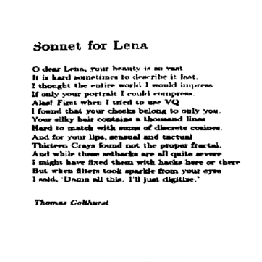 Sonnet for Lena
O dear Lena, your beauty is so vast
It is hard sometimes to describe it fast.
I thought the entire world I would impress
If only your portrait I could compress.
Alas! First when I tried to use VQ
I found that your cheeks belong to only you.
Your silky hair contains a thousand lines
Hard to match with sums of discrete cosines.
And for your lips, sensual and tactual
Thirteen Crays found not the proper fractal.
And while these setbacks are all quite severe
I might have fixed them with hacks here or there
But when filters took sparkle from your eyes
I said, 'Damn all this. I'll just digitize.'
Thomas Colthurst